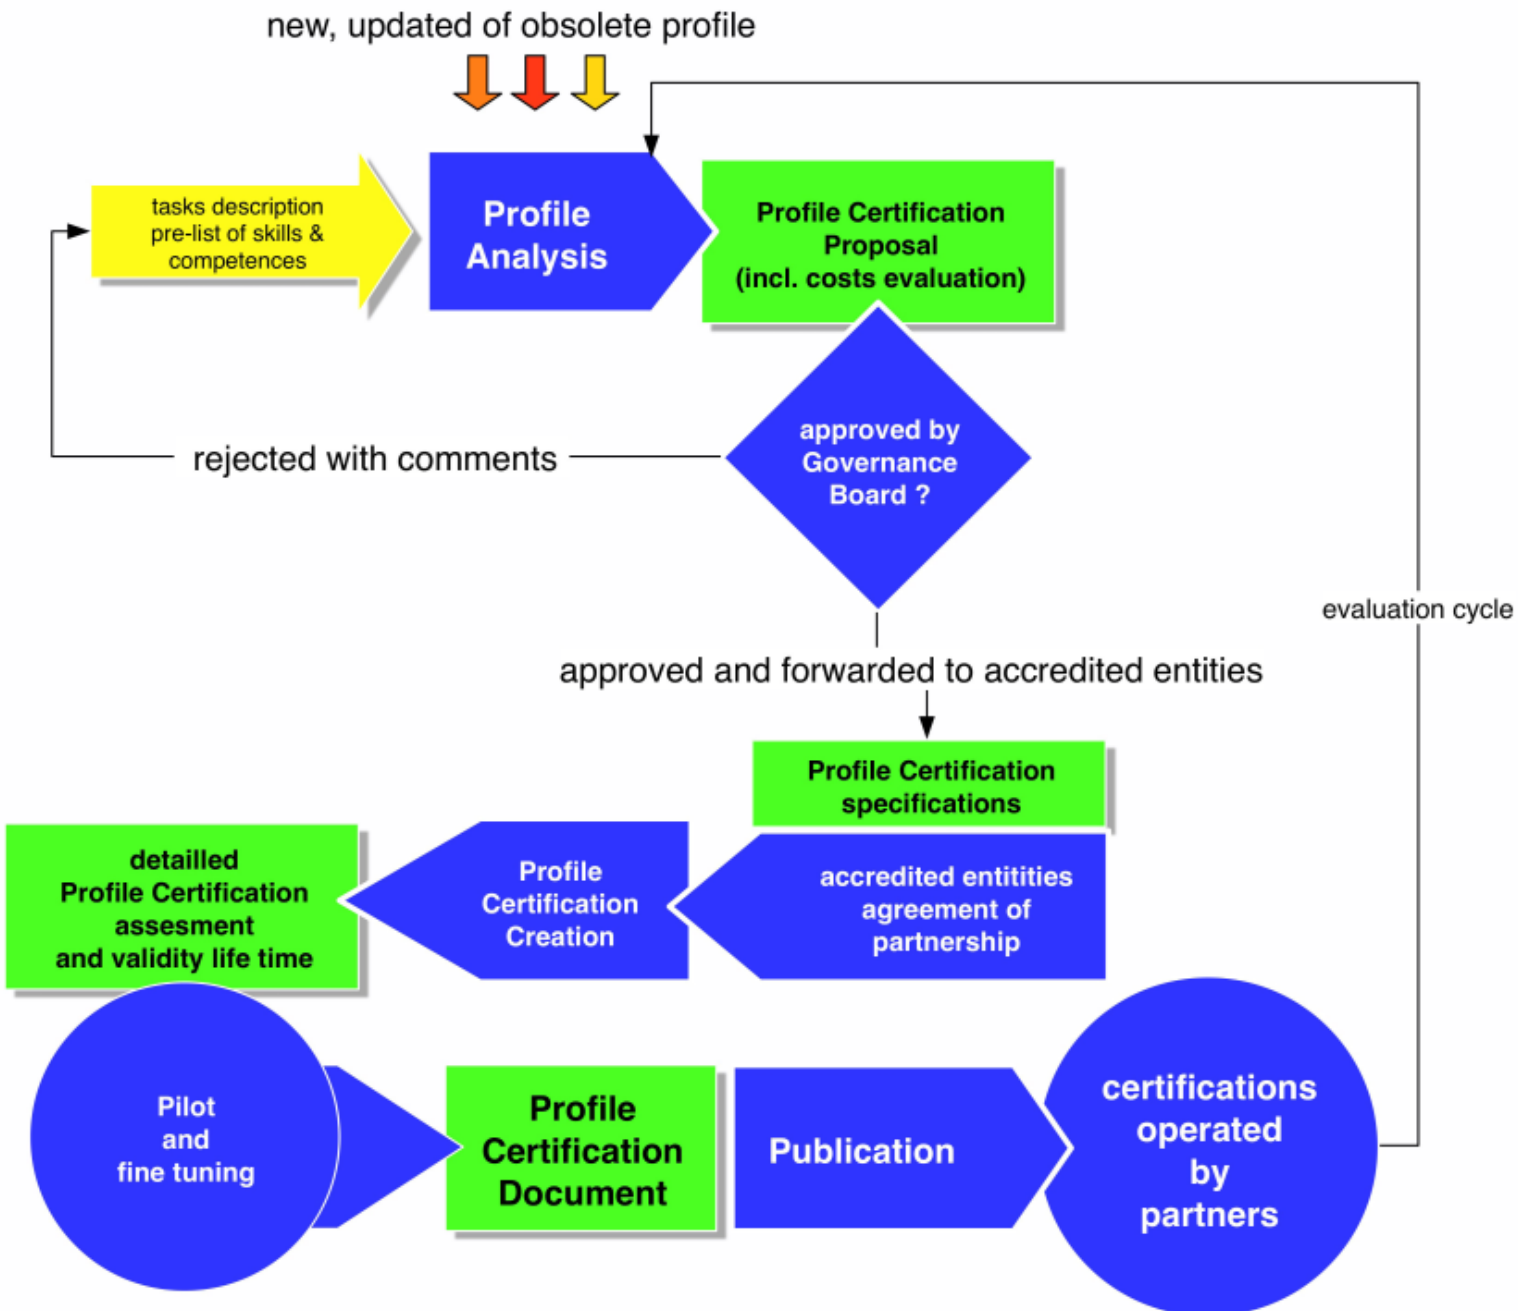 new, updated of obsolete profile
tasks description
pre-list of skills &
competences
Profile
Analysis
Profile Certification
Proposal
(incl. costs evaluation)
approved by
Governance
Board ?
rejected with comments
evaluation cycle
approved and forwarded to accredited entities
Profile Certification
specifications
accredited entitities
agreement of
partnership
Profile
Certification
Creation
detailled
Profile Certification
assesment
and validity life time
Pilot
and
fine tuning
Profile
Certification
Document
Publication
certifications
operated
by
partners